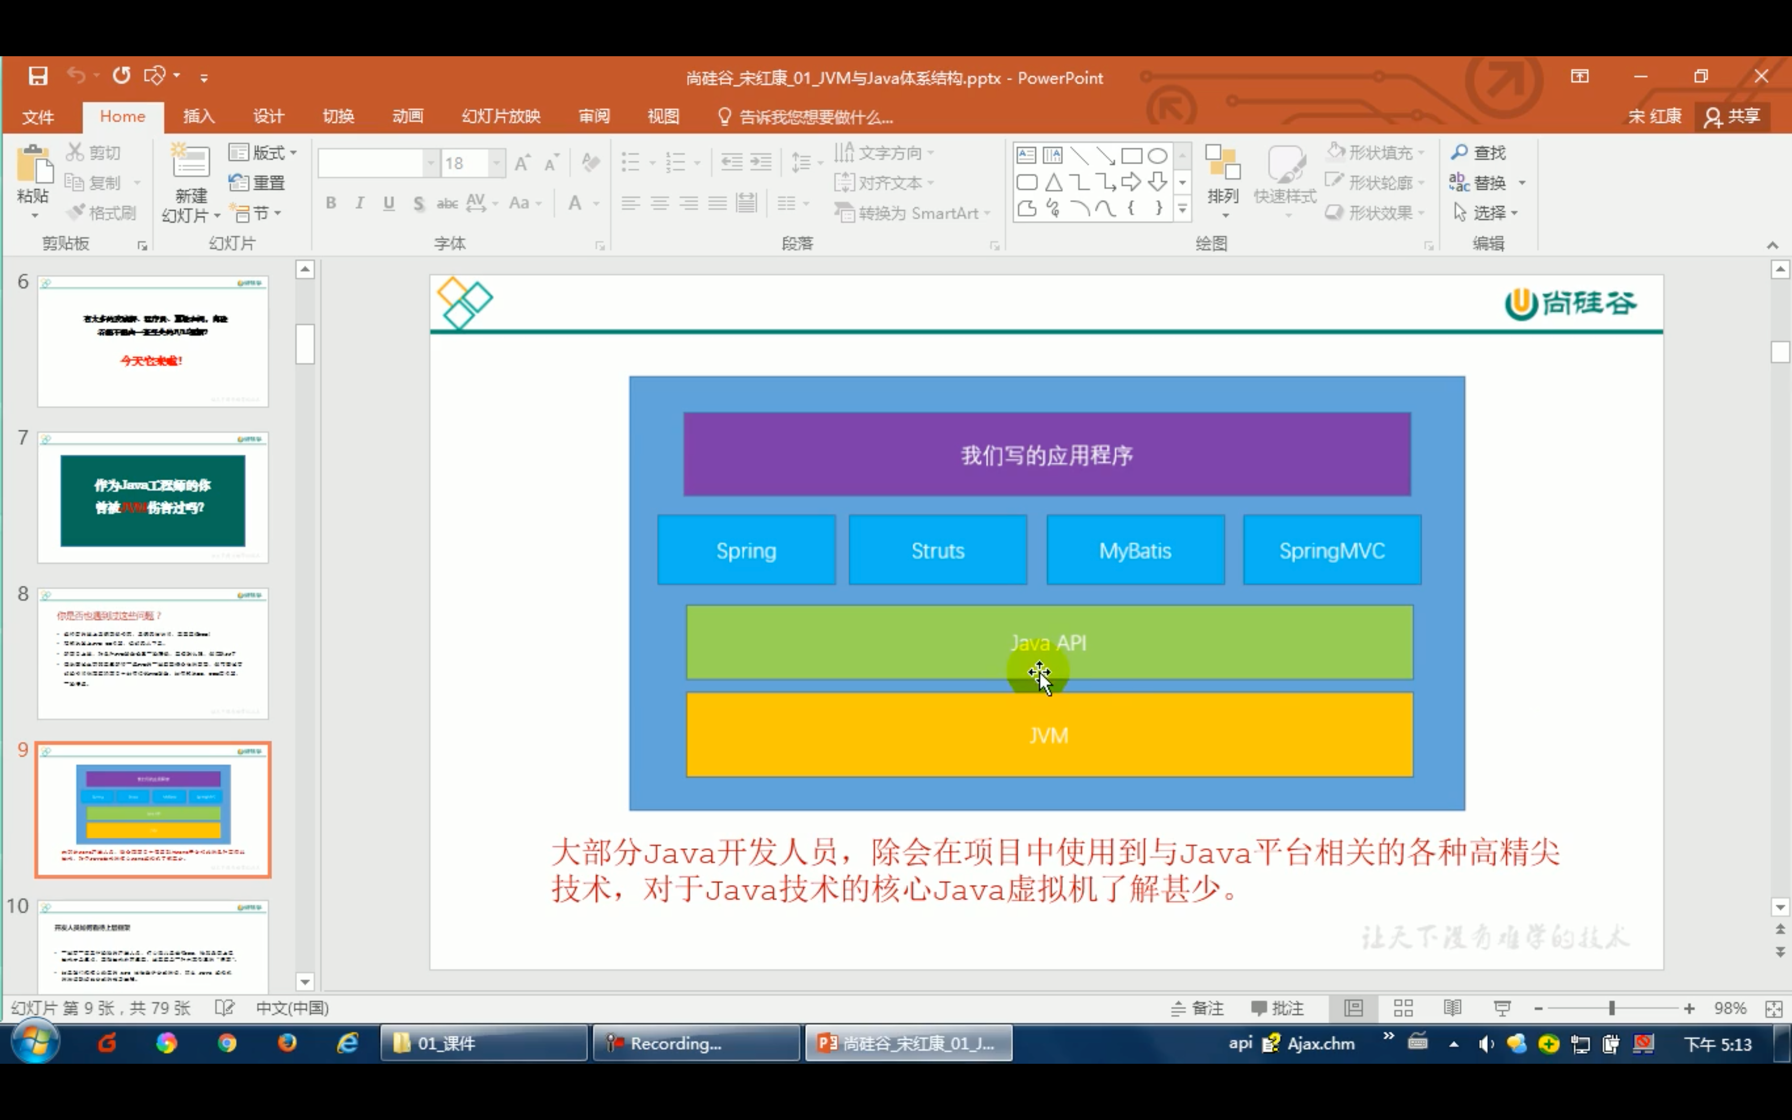 尚硅谷_宋红康_01_JVM与Java体系结构.pptx - PowerPoint
文件 Home 插入 设计 切换 动画 幻灯片放映 审阅 视图 告诉我您想要做什么... 宋 红康 共享
粘贴 剪切 复制 格式刷 剪贴板
新建 幻灯片 版式 重置 节 幻灯片
18
B I U S abc AV Aa A 字体
文字方向 对齐文本 转换为 SmartArt 段落
排列 快速样式 形状填充 形状轮廓 形状效果 绘图
查找 替换 选择 编辑
6
今天它来啦!
7
作为Java工程师的你
曾被JVM伤害过吗?
8
你是否也遇到过这些问题?
9
10
开发人员如何看待上层框架
尚硅谷
我们写的应用程序
Spring Struts MyBatis SpringMVC
Java API
JVM
大部分Java开发人员，除会在项目中使用到与Java平台相关的各种高精尖
技术，对于Java技术的核心Java虚拟机了解甚少。
让天下没有难学的技术
幻灯片 第 9 张，共 79 张 中文(中国) 备注 批注 98%
01_课件 Recording... 尚硅谷_宋红康_01_J... api Ajax.chm 下午 5:13